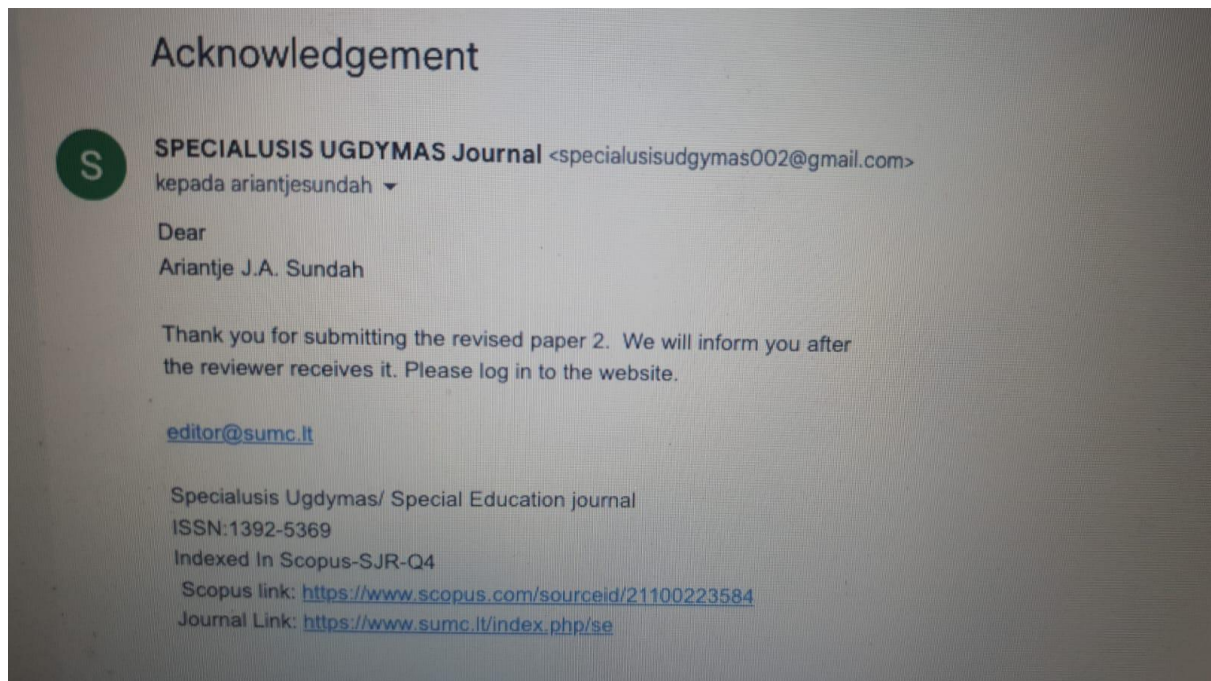 Acknowledgement
S
SPECIALUSIS UGDYMAS Journal <specialusisudgymas002@gmail.com>
kepada ariantjesundah
Dear
Ariantje J.A. Sundah
Thank you for submitting the revised paper 2.  We will inform you after
the reviewer receives it. Please log in to the website.
editor@sumc.lt
Specialusis Ugdymas/ Special Education journal
ISSN:1392-5369
Indexed In Scopus-SJR-Q4
Scopus link: https://www.scopus.com/sourceid/21100223584
Journal Link: https://www.sumc.lt/index.php/se